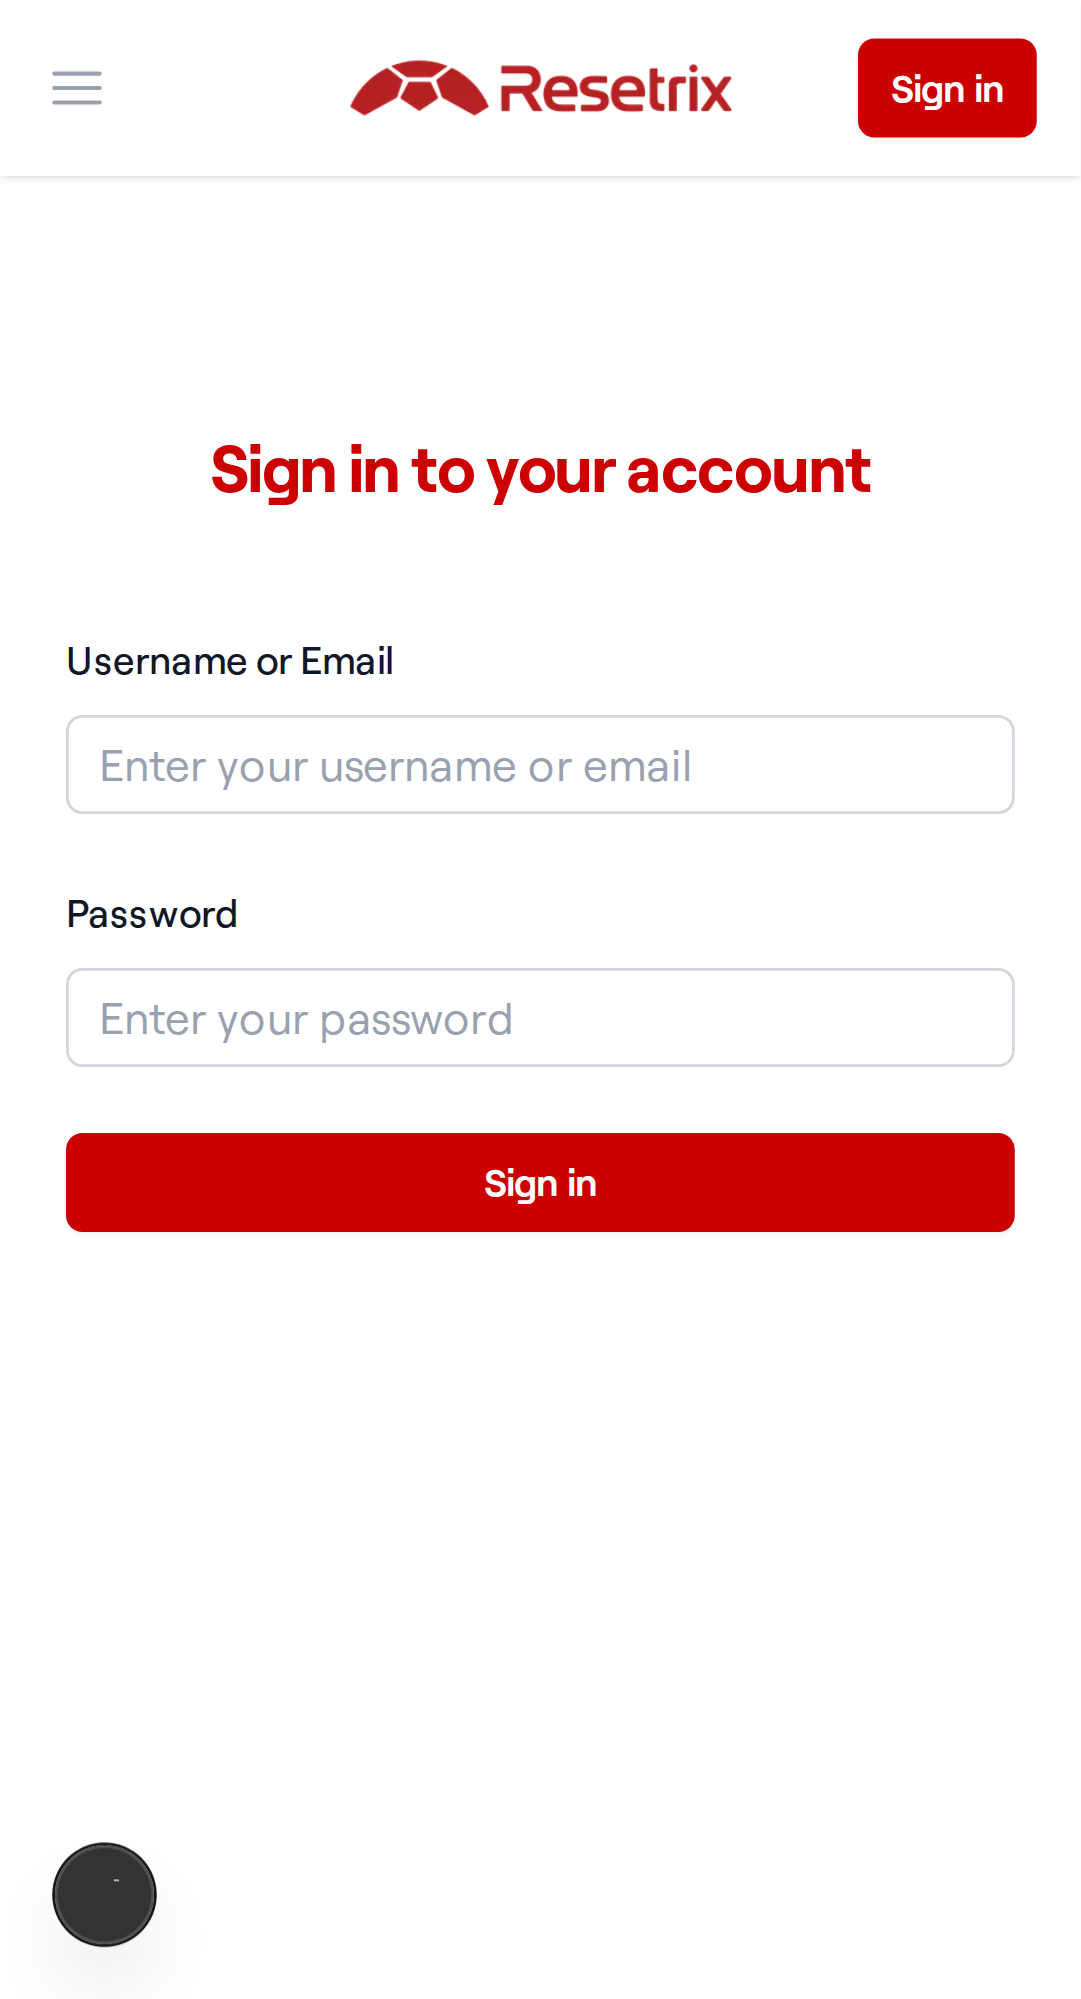 Resetrix
Sign in
Sign in to your account
Username or Email
Enter your username or email
Password
Enter your password
Sign in